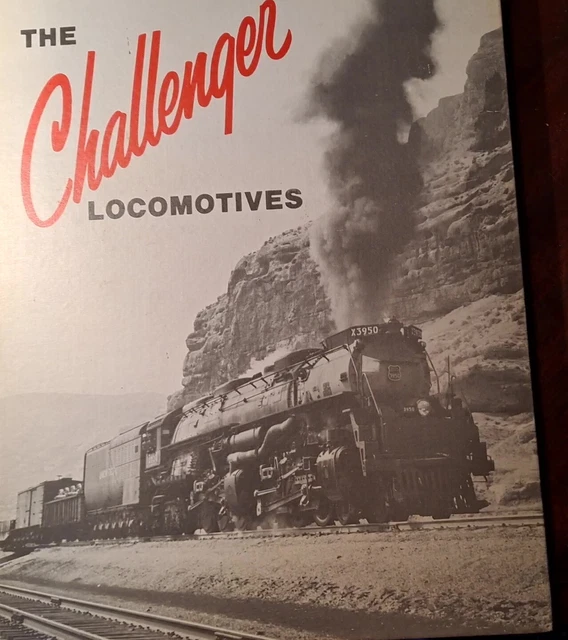 THE
Challenger
LOCOMOTIVES
X3950